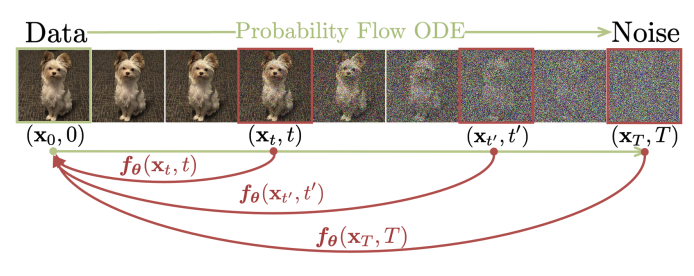 Data Probability Flow ODE Noise
(x₀, 0) (xₜ, t) (xₜ′, t′) (x_T, T)
f_θ(xₜ, t)
f_θ(xₜ′, t′)
f_θ(x_T, T)